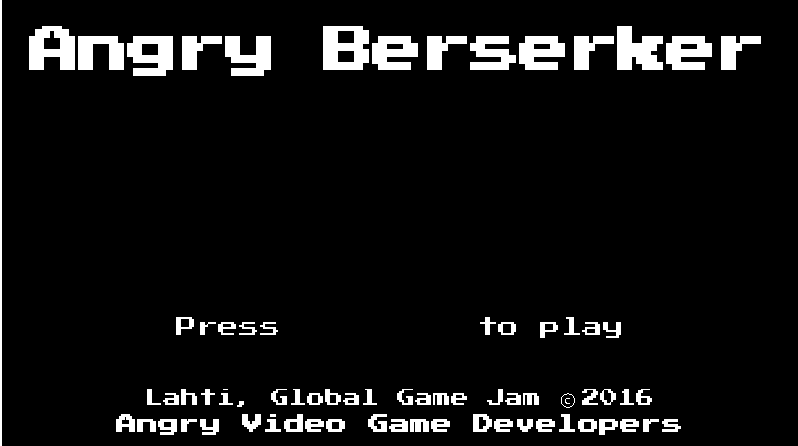 Angry Berserker
Press to play
Lahti, Global Game Jam ©2016
Angry Video Game Developers